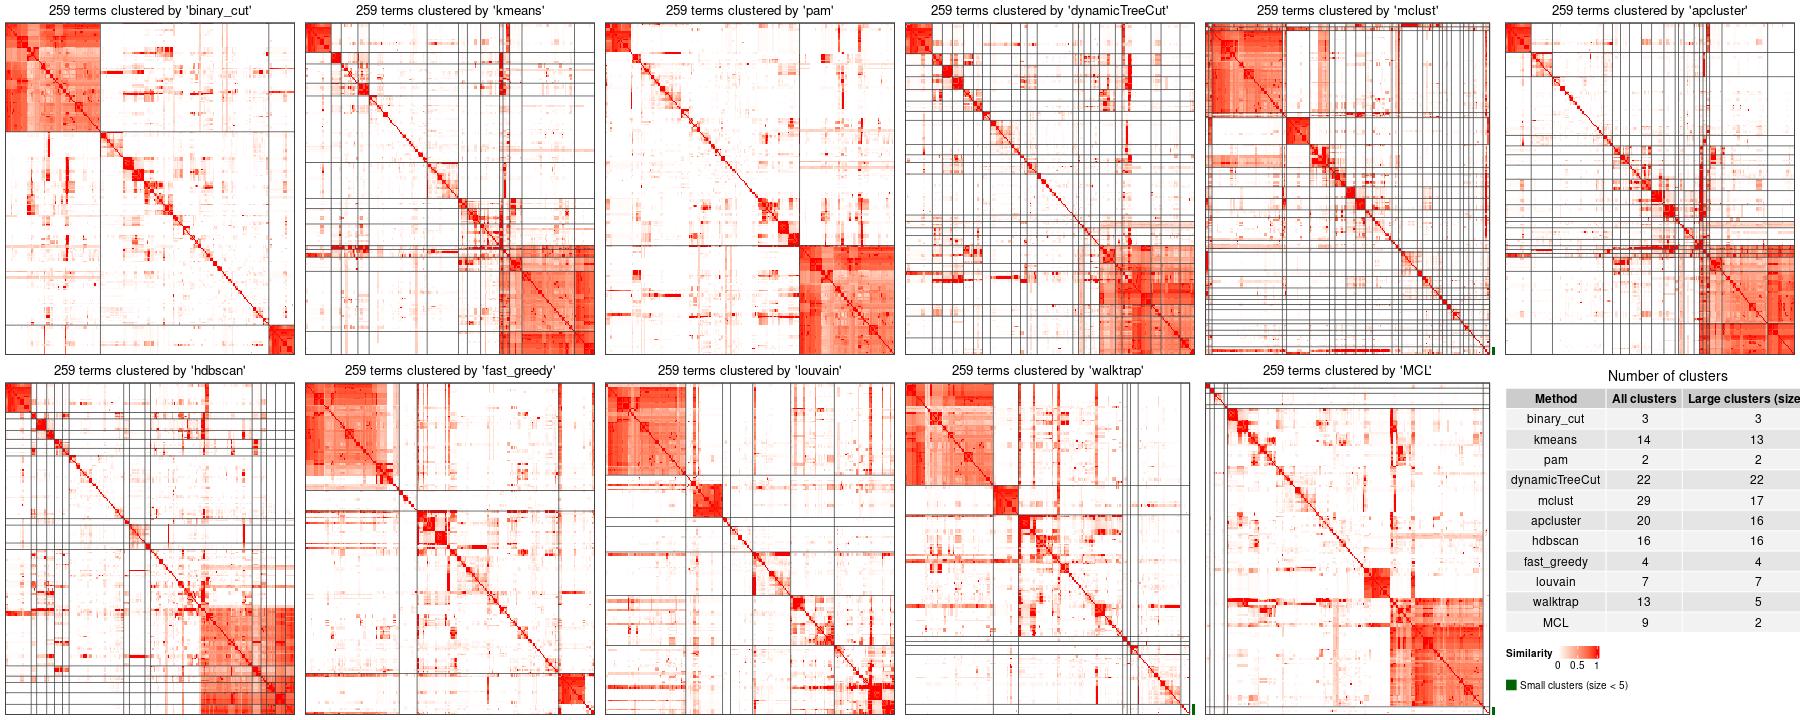 259 terms clustered by 'binary_cut'
259 terms clustered by 'kmeans'
259 terms clustered by 'pam'
259 terms clustered by 'dynamicTreeCut'
259 terms clustered by 'mclust'
259 terms clustered by 'apcluster'
259 terms clustered by 'hdbscan'
259 terms clustered by 'fast_greedy'
259 terms clustered by 'louvain'
259 terms clustered by 'walktrap'
259 terms clustered by 'MCL'
Number of clusters
Method All clusters Large clusters (size
binary_cut 3 3
kmeans 14 13
pam 2 2
dynamicTreeCut 22 22
mclust 29 17
apcluster 20 16
hdbscan 16 16
fast_greedy 4 4
louvain 7 7
walktrap 13 5
MCL 9 2
Similarity
0 0.5 1
Small clusters (size < 5)